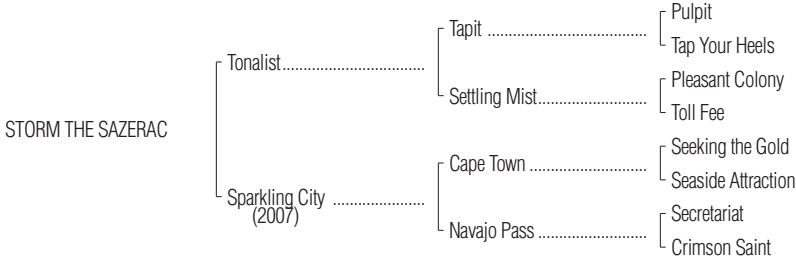 Pulpit
Tapit ......................................
Tap Your Heels
Tonalist..................................
Pleasant Colony
Settling Mist..........................
Toll Fee
STORM THE SAZERAC
Seeking the Gold
Cape Town ............................
Seaside Attraction
Sparkling City ......................
(2007)
Secretariat
Navajo Pass ..........................
Crimson Saint